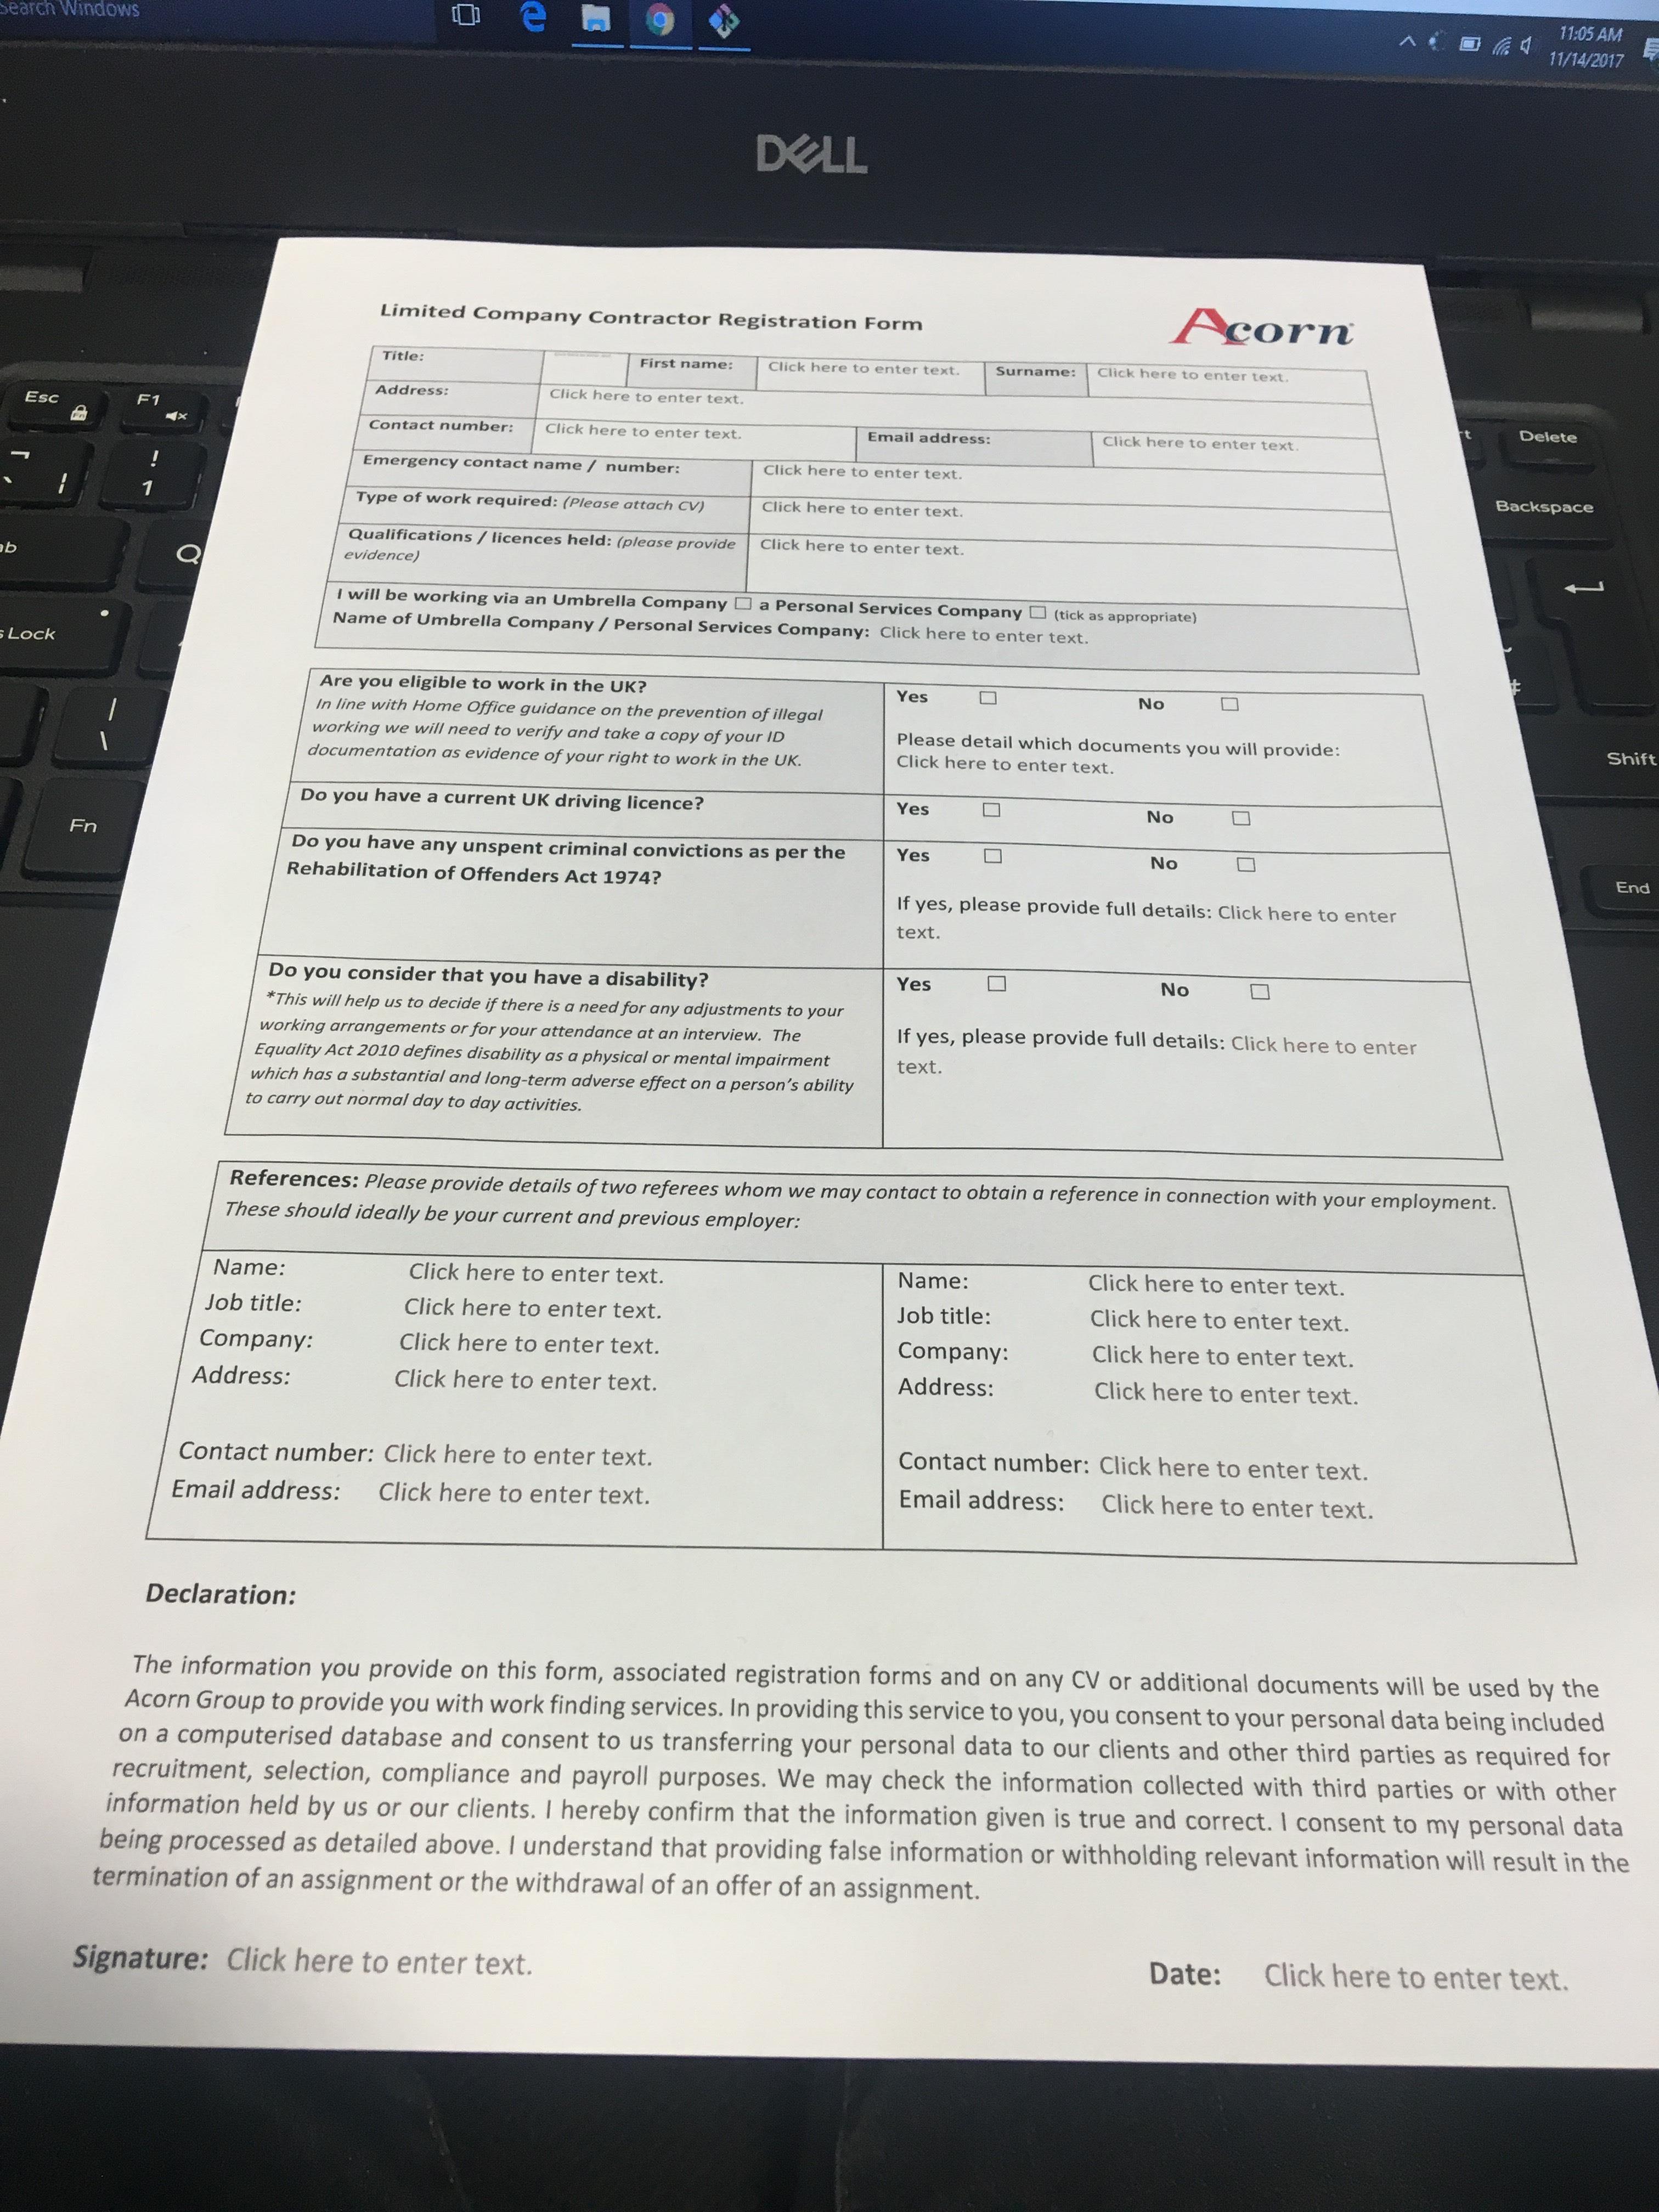 Search Windows
11:05 AM
11/14/2017
DELL
Limited Company Contractor Registration Form
Acorn
Title: First name: Click here to enter text. Surname: Click here to enter text.
Address: Click here to enter text.
Contact number: Click here to enter text. Email address: Click here to enter text.
Emergency contact name / number: Click here to enter text.
Type of work required: (Please attach CV) Click here to enter text.
Qualifications / licences held: (please provide Click here to enter text.
evidence)
I will be working via an Umbrella Company ☐ a Personal Services Company ☐ (tick as appropriate)
Name of Umbrella Company / Personal Services Company: Click here to enter text.
Are you eligible to work in the UK?
In line with Home Office guidance on the prevention of illegal
working we will need to verify and take a copy of your ID
documentation as evidence of your right to work in the UK.
Yes ☐ No ☐
Please detail which documents you will provide:
Click here to enter text.
Do you have a current UK driving licence?
Yes ☐ No ☐
Do you have any unspent criminal convictions as per the
Rehabilitation of Offenders Act 1974?
Yes ☐ No ☐
If yes, please provide full details: Click here to enter
text.
Do you consider that you have a disability?
*This will help us to decide if there is a need for any adjustments to your
working arrangements or for your attendance at an interview. The
Equality Act 2010 defines disability as a physical or mental impairment
which has a substantial and long-term adverse effect on a person's ability
to carry out normal day to day activities.
Yes ☐ No ☐
If yes, please provide full details: Click here to enter
text.
References: Please provide details of two referees whom we may contact to obtain a reference in connection with your employment.
These should ideally be your current and previous employer:
Name: Click here to enter text.
Job title: Click here to enter text.
Company: Click here to enter text.
Address: Click here to enter text.
Contact number: Click here to enter text.
Email address: Click here to enter text.
Name: Click here to enter text.
Job title: Click here to enter text.
Company: Click here to enter text.
Address: Click here to enter text.
Contact number: Click here to enter text.
Email address: Click here to enter text.
Declaration:
The information you provide on this form, associated registration forms and on any CV or additional documents will be used by the
Acorn Group to provide you with work finding services. In providing this service to you, you consent to your personal data being included
on a computerised database and consent to us transferring your personal data to our clients and other third parties as required for
recruitment, selection, compliance and payroll purposes. We may check the information collected with third parties or with other
information held by us or our clients. I hereby confirm that the information given is true and correct. I consent to my personal data
being processed as detailed above. I understand that providing false information or withholding relevant information will result in the
termination of an assignment or the withdrawal of an offer of an assignment.
Signature: Click here to enter text.
Date: Click here to enter text.
Esc
F1
!
1
Q
Lock
|
\
Fn
Delete
Backspace
Shift
End